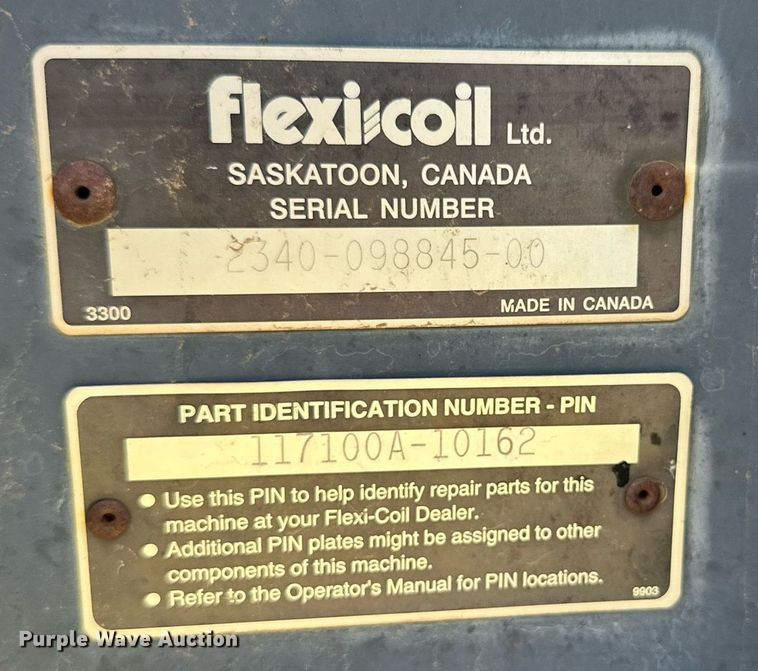 flexi-coil Ltd.
SASKATOON, CANADA
SERIAL NUMBER
2340-098845-00
3300
MADE IN CANADA
PART IDENTIFICATION NUMBER - PIN
117100A-10162
• Use this PIN to help identify repair parts for this
machine at your Flexi-Coil Dealer.
• Additional PIN plates might be assigned to other
components of this machine.
• Refer to the Operator's Manual for PIN locations.
9903
Purple Wave Auction